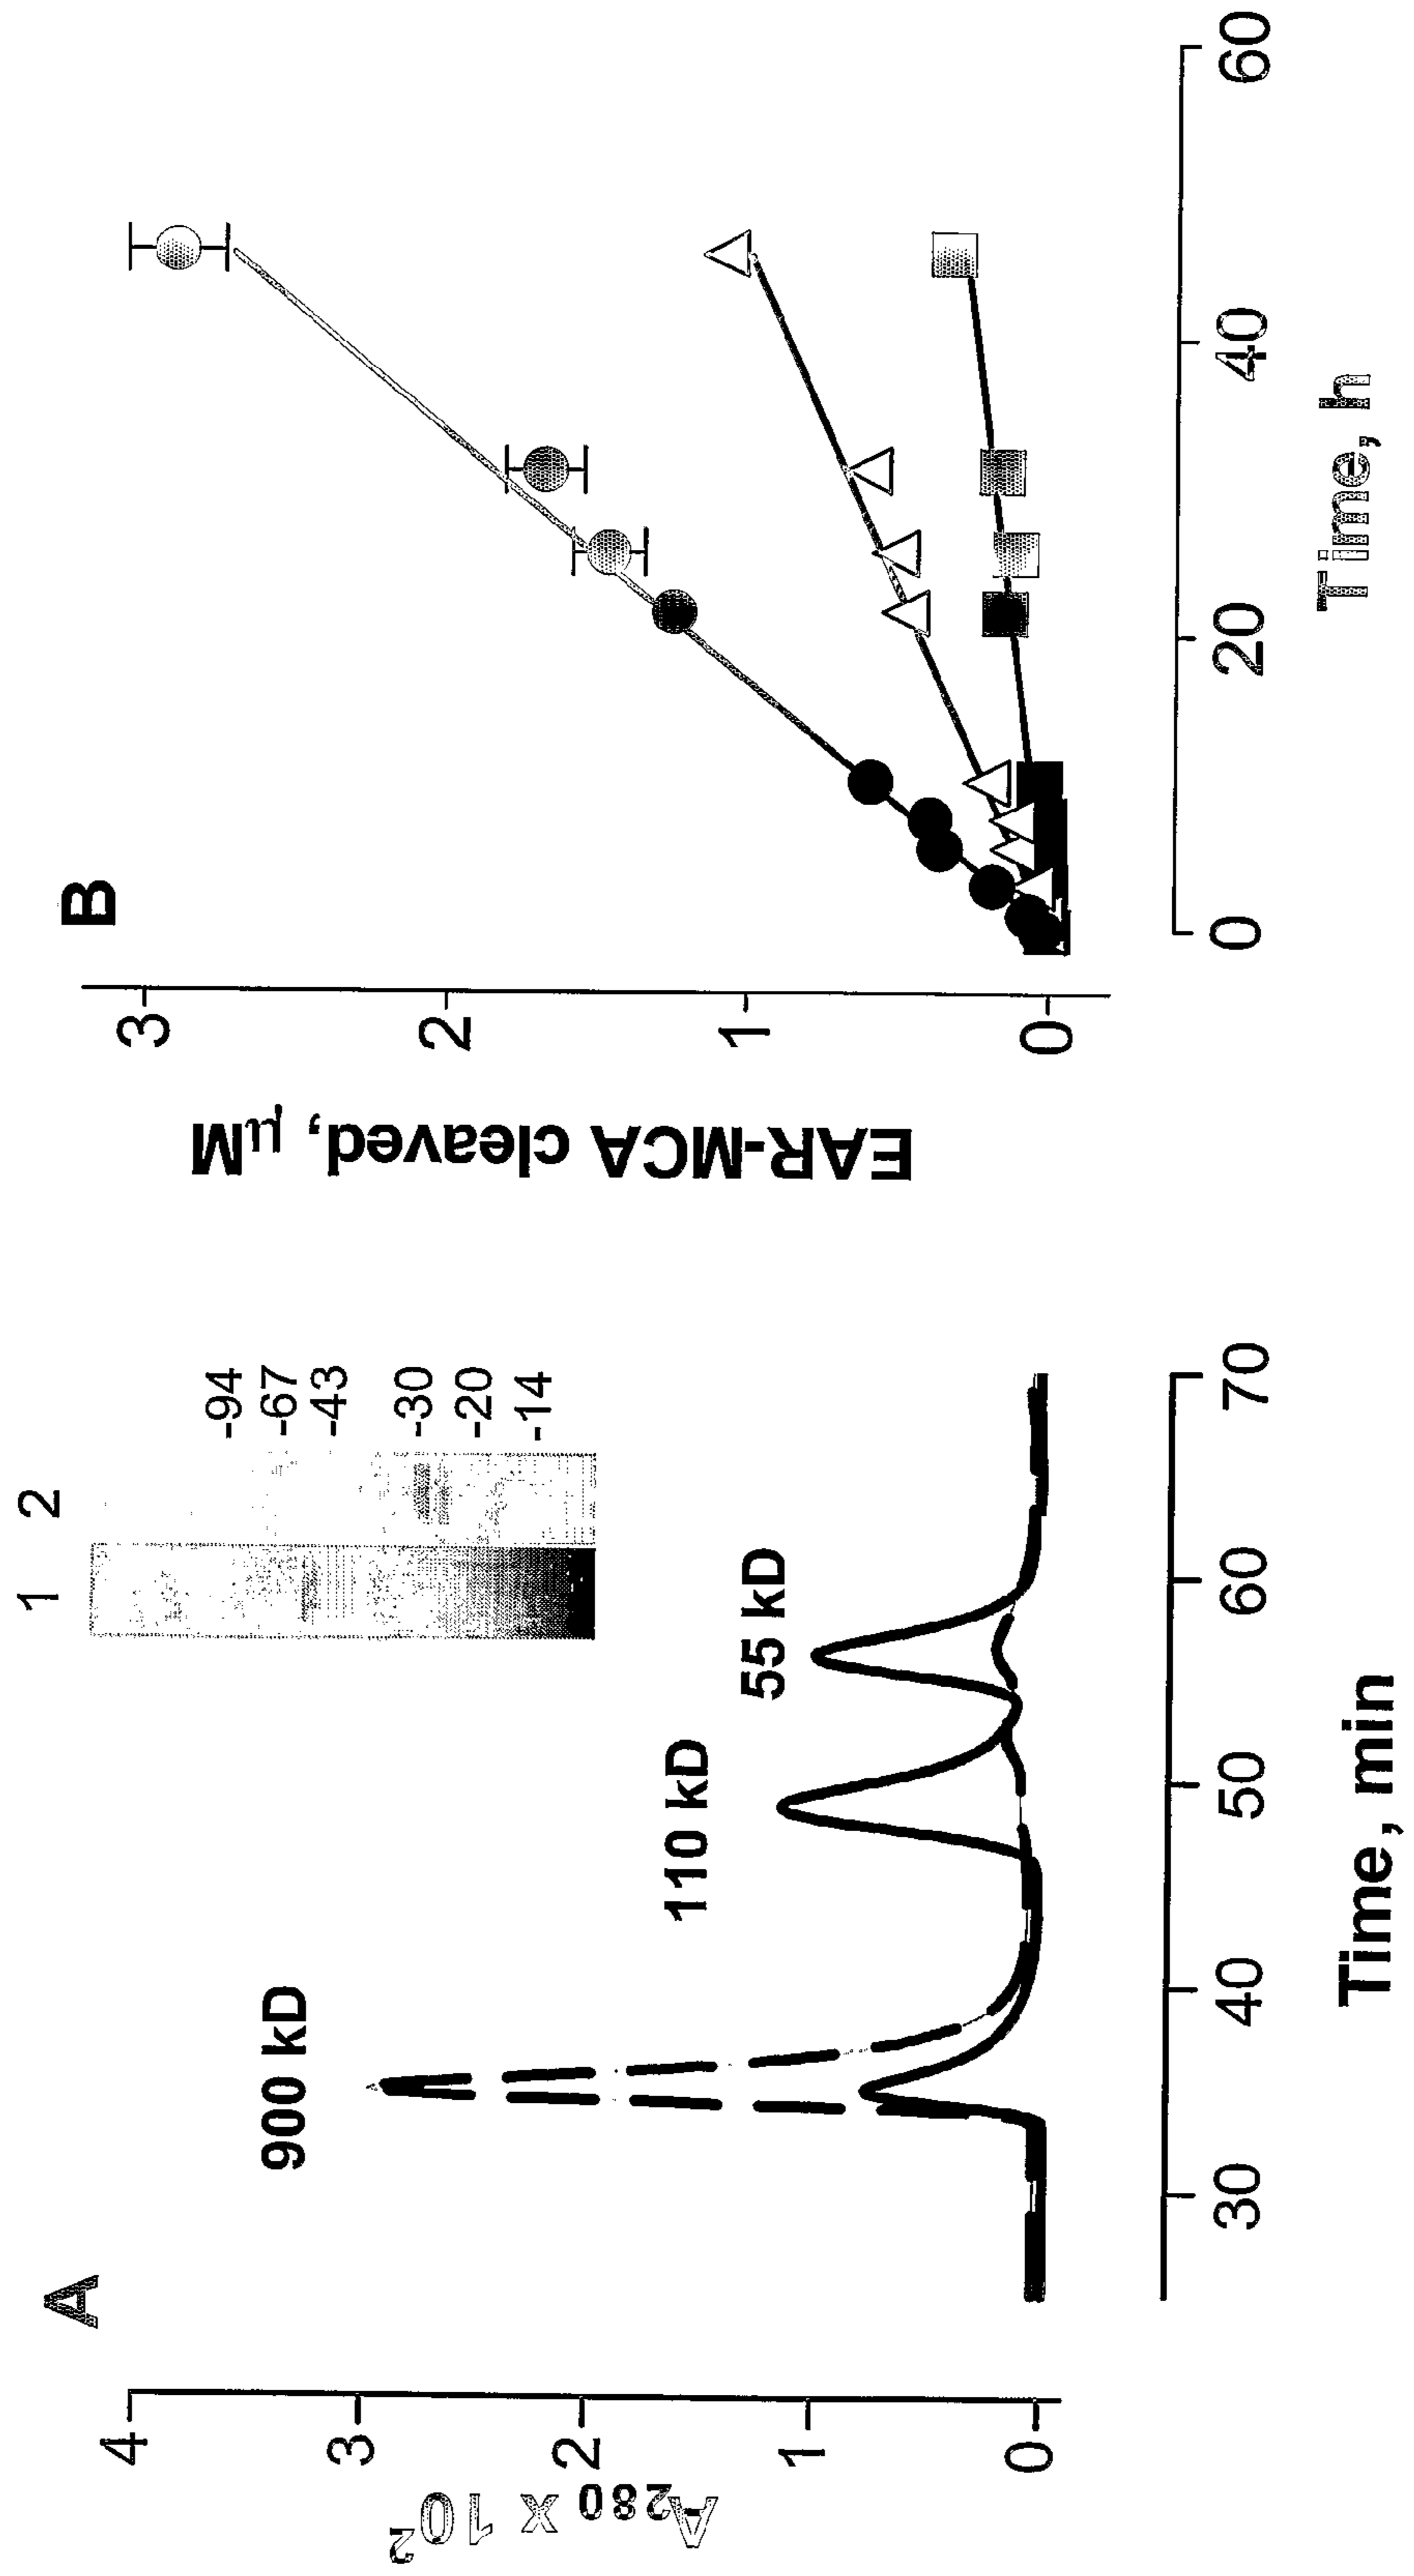 A
A280 x 10²
4
3
2
1
0
900 kD
110 kD
55 kD
1 2
-94
-67
-43
-30
-20
-14
30 40 50 60 70
Time, min
B
EAR-MCA cleaved, μM
3
2
1
0
0 20 40 60
Time, h